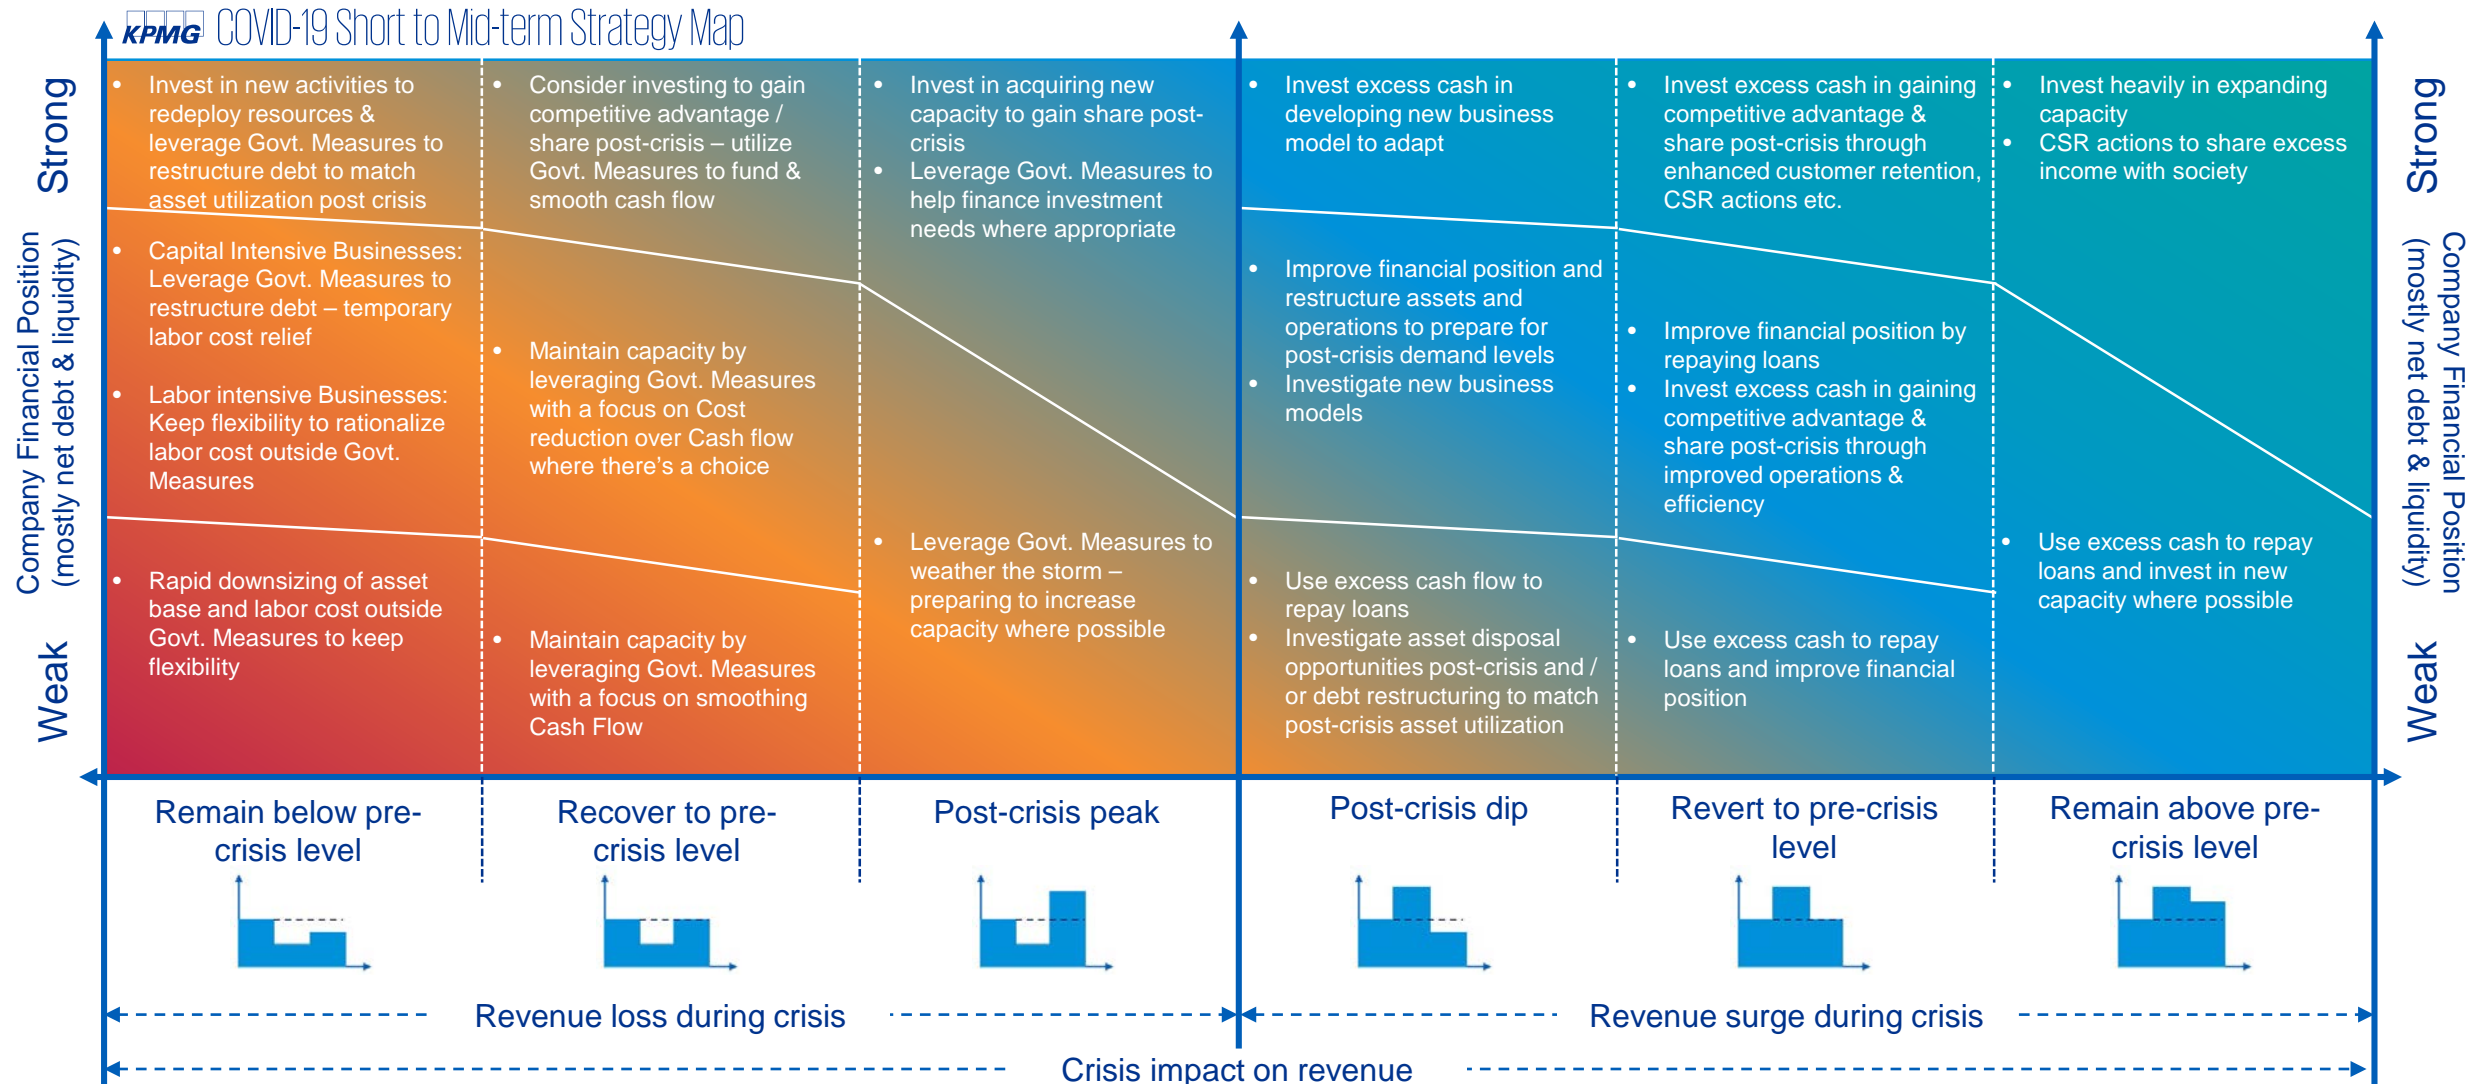 KPMG COVID-19 Short to Mid-term Strategy Map
Strong
Company Financial Position
(mostly net debt & liquidity)
Weak
• Invest in new activities to
redeploy resources &
leverage Govt. Measures to
restructure debt to match
asset utilization post crisis
• Capital Intensive Businesses:
Leverage Govt. Measures to
restructure debt – temporary
labor cost relief
• Labor intensive Businesses:
Keep flexibility to rationalize
labor cost outside Govt.
Measures
• Rapid downsizing of asset
base and labor cost outside
Govt. Measures to keep
flexibility
• Consider investing to gain
competitive advantage /
share post-crisis – utilize
Govt. Measures to fund &
smooth cash flow
• Maintain capacity by
leveraging Govt. Measures
with a focus on Cost
reduction over Cash flow
where there's a choice
• Maintain capacity by
leveraging Govt. Measures
with a focus on smoothing
Cash Flow
• Invest in acquiring new
capacity to gain share post-
crisis
• Leverage Govt. Measures to
help finance investment
needs where appropriate
• Leverage Govt. Measures to
weather the storm –
preparing to increase
capacity where possible
• Invest excess cash in
developing new business
model to adapt
• Improve financial position and
restructure assets and
operations to prepare for
post-crisis demand levels
• Investigate new business
models
• Use excess cash flow to
repay loans
• Investigate asset disposal
opportunities post-crisis and /
or debt restructuring to match
post-crisis asset utilization
• Invest excess cash in gaining
competitive advantage &
share post-crisis through
enhanced customer retention,
CSR actions etc.
• Improve financial position by
repaying loans
• Invest excess cash in gaining
competitive advantage &
share post-crisis through
improved operations &
efficiency
• Use excess cash to repay
loans and improve financial
position
• Invest heavily in expanding
capacity
• CSR actions to share excess
income with society
• Use excess cash to repay
loans and invest in new
capacity where possible
Strong
Company Financial Position
(mostly net debt & liquidity)
Weak
Remain below pre-
crisis level
Recover to pre-
crisis level
Post-crisis peak
Post-crisis dip
Revert to pre-crisis
level
Remain above pre-
crisis level
Revenue loss during crisis
Revenue surge during crisis
Crisis impact on revenue